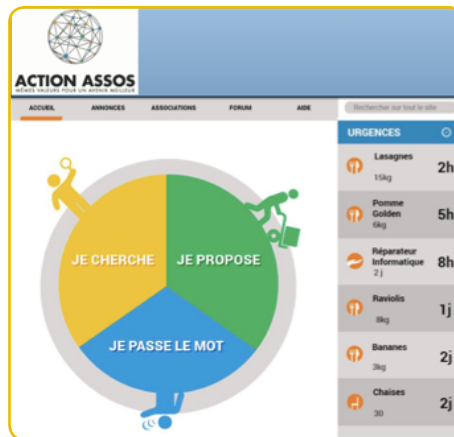 ACTION ASSOS
MÊMES VALEURS POUR UN AVENIR MEILLEUR
ACCUEIL ANNONCES ASSOCIATIONS FORUM AIDE
Rechercher sur tout le site
URGENCES
Lasagnes
15kg
2h
Pomme
Golden
6kg
5h
Réparateur
Informatique
2 j
8h
Raviolis
8kg
1j
Bananes
3kg
2j
Chaises
30
2j
JE CHERCHE
JE PROPOSE
JE PASSE LE MOT